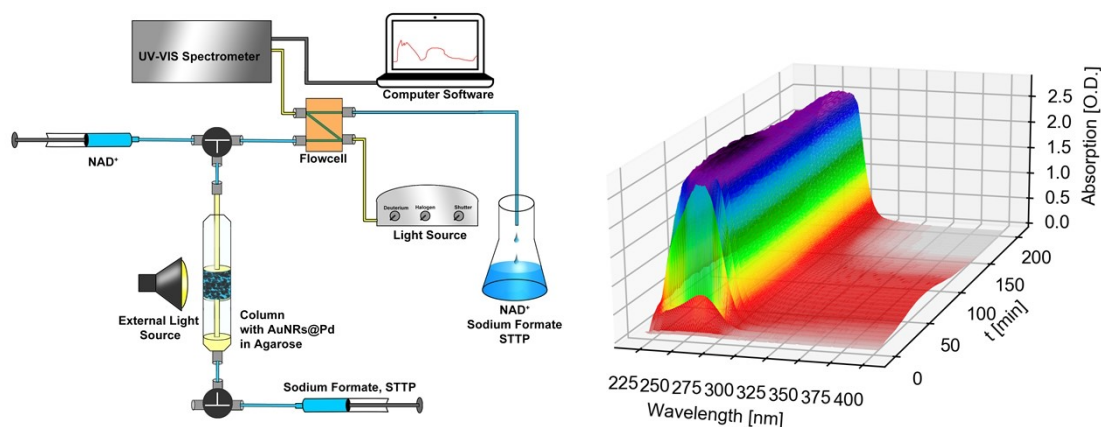 UV-VIS Spectrometer
Computer Software
NAD⁺
Flowcell
Deuterium
Halogen
Shutter
Light Source
External Light
Source
Column
with AuNRs@Pd
in Agarose
NAD⁺
Sodium Formate
STTP
Sodium Formate, STTP
2.5
2.0
1.5
1.0
0.5
0.0
Absorption [O.D.]
200
150
100
50
0
t [min]
225 250 275 300 325 350 375 400
Wavelength [nm]